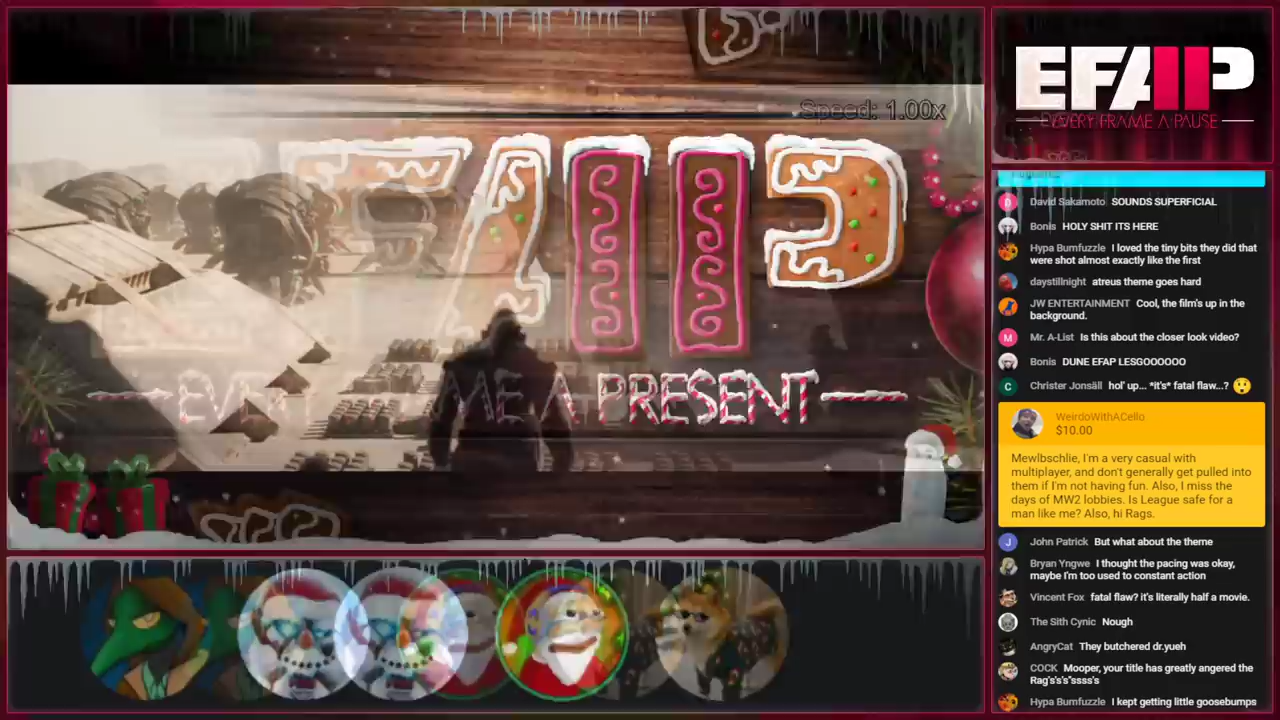 Speed: 1.00x
EFAP
EVERY FRAME A PAUSE
A PRESENT
David Sakamoto SOUNDS SUPERFICIAL
Bonis HOLY SHIT ITS HERE
Hypa Bumfuzzle I loved the tiny bits they did that
were shot almost exactly like the first
daystillnight atreus theme goes hard
JW ENTERTAINMENT Cool, the film's up in the
background.
Mr. A-List Is this about the closer look video?
Bonis DUNE EFAP LESGOOOOOO
Christer Jonsäll hol' up... *it's* fatal flaw...?
WeirdoWithACello
$10.00
Mewlbschlie, I'm a very casual with
multiplayer, and don't generally get pulled into
them if I'm not having fun. Also, I miss the
days of MW2 lobbies. Is League safe for a
man like me? Also, hi Rags.
John Patrick But what about the theme
Bryan Yngwe I thought the pacing was okay,
maybe I'm too used to constant action
Vincent Fox fatal flaw? it's literally half a movie.
The Sith Cynic Nough
AngryCat They butchered dr.yueh
COCK Mooper, your title has greatly angered the
Rag's's's"ssss's
Hypa Bumfuzzle I kept getting little goosebumps